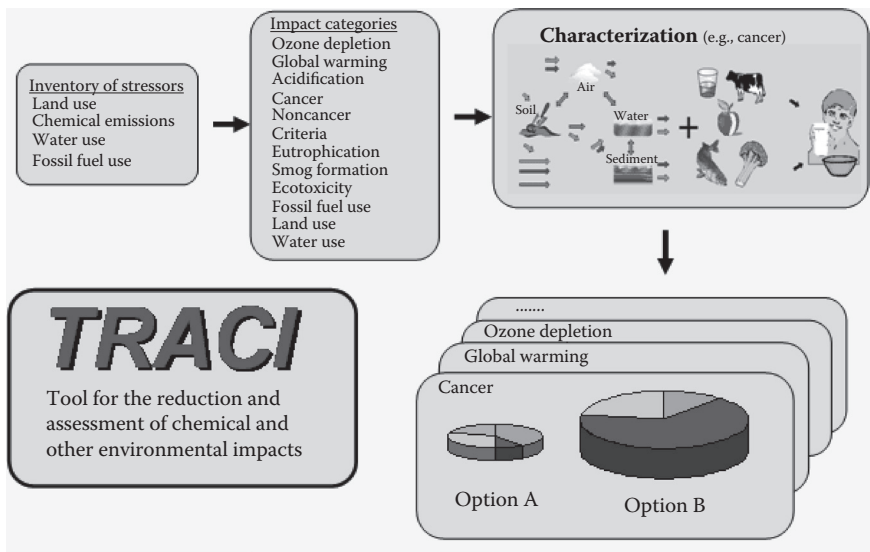 Inventory of stressors
Land use
Chemical emissions
Water use
Fossil fuel use
Impact categories
Ozone depletion
Global warming
Acidification
Cancer
Noncancer
Criteria
Eutrophication
Smog formation
Ecotoxicity
Fossil fuel use
Land use
Water use
Characterization (e.g., cancer)
Air
Soil
Water
+
Sediment
TRACI
Tool for the reduction and
assessment of chemical and
other environmental impacts
.......
Ozone depletion
Global warming
Cancer
Option A
Option B